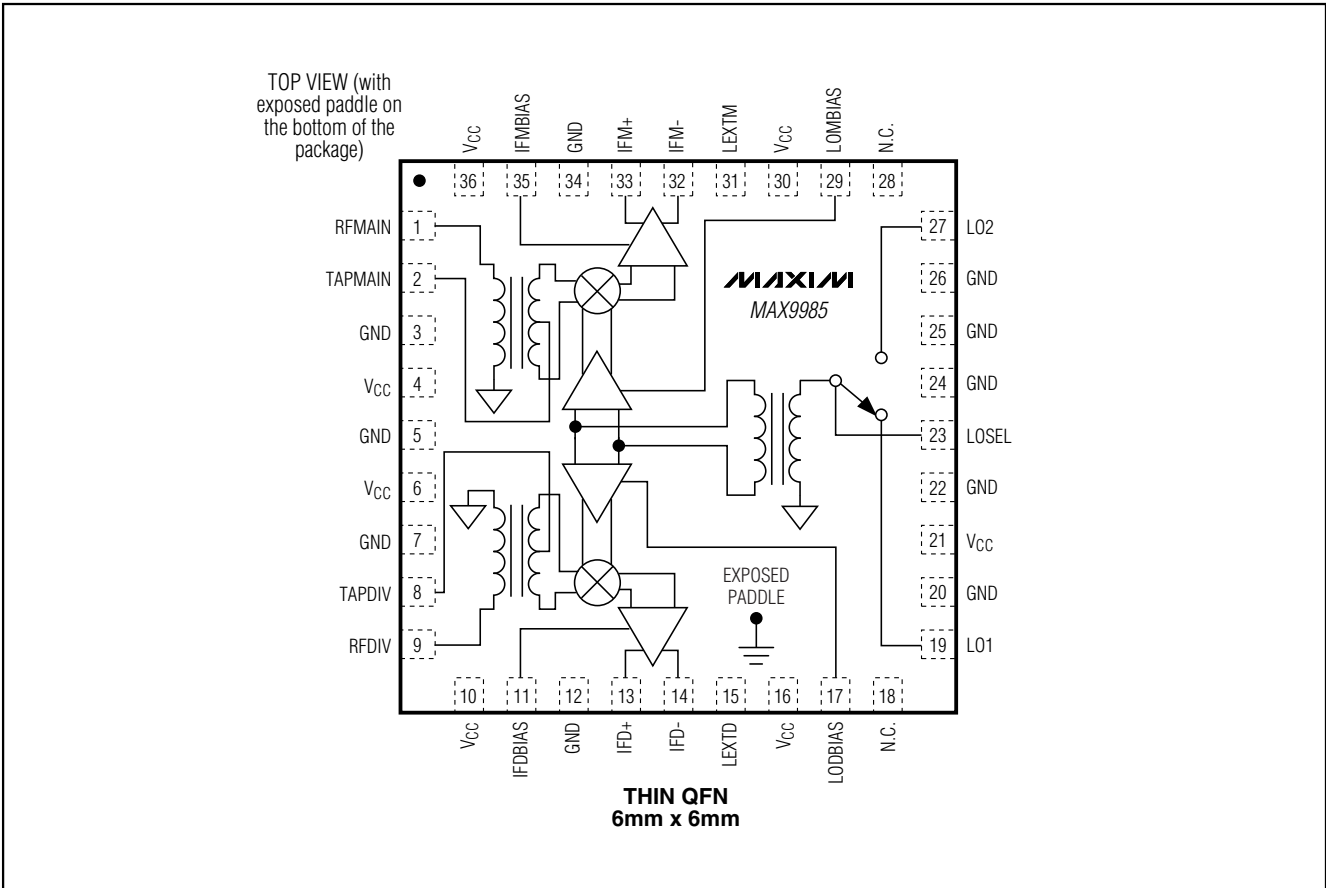 TOP VIEW (with
exposed paddle on
the bottom of the
package)
VCC
IFMBIAS
GND
IFM+
IFM-
LEXTM
VCC
LOMBIAS
N.C.
36
35
34
33
32
31
30
29
28
RFMAIN 1
TAPMAIN 2
GND 3
VCC 4
GND 5
VCC 6
GND 7
TAPDIV 8
RFDIV 9
MAXIM
MAX9985
27 LO2
26 GND
25 GND
24 GND
23 LOSEL
22 GND
21 VCC
20 GND
19 LO1
EXPOSED
PADDLE
10
11
12
13
14
15
16
17
18
VCC
IFDBIAS
GND
IFD+
IFD-
LEXTD
VCC
LODBIAS
N.C.
THIN QFN
6mm x 6mm